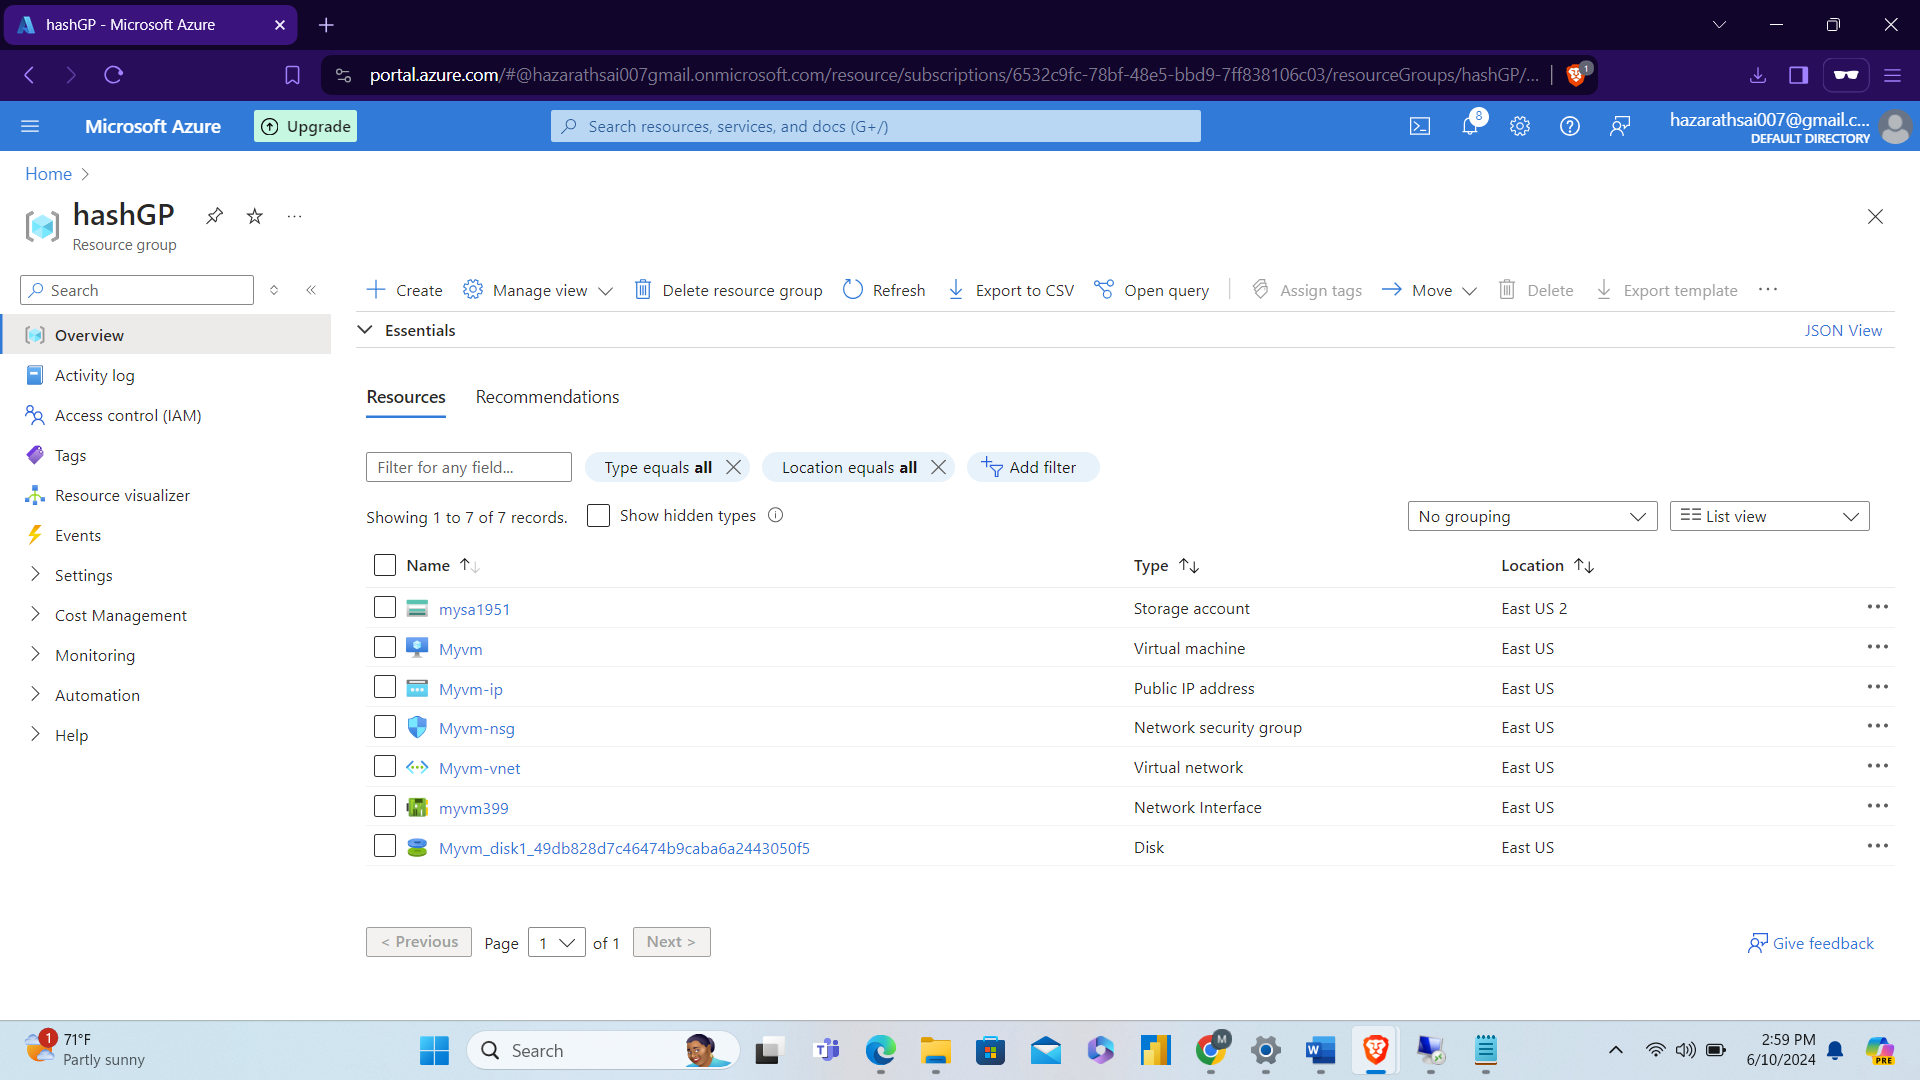 hashGP - Microsoft Azure
portal.azure.com/#@hazarathsai007gmail.onmicrosoft.com/resource/subscriptions/6532c9fc-78bf-48e5-bbd9-7ff838106c03/resourceGroups/hashGP/...
1
Microsoft Azure
Upgrade
Search resources, services, and docs (G+/)
8
hazarathsai007@gmail.c...
DEFAULT DIRECTORY
Home
hashGP
Resource group
Search
Create
Manage view
Delete resource group
Refresh
Export to CSV
Open query
Assign tags
Move
Delete
Export template
Overview
Activity log
Access control (IAM)
Tags
Resource visualizer
Events
Settings
Cost Management
Monitoring
Automation
Help
Essentials
JSON View
Resources
Recommendations
Filter for any field...
Type equals all
Location equals all
Add filter
Showing 1 to 7 of 7 records.
Show hidden types
No grouping
List view
Name
Type
Location
mysa1951
Storage account
East US 2
Myvm
Virtual machine
East US
Myvm-ip
Public IP address
East US
Myvm-nsg
Network security group
East US
Myvm-vnet
Virtual network
East US
myvm399
Network Interface
East US
Myvm_disk1_49db828d7c46474b9caba6a2443050f5
Disk
East US
< Previous
Page
1
of 1
Next >
Give feedback
1
71°F
Partly sunny
Search
M
2:59 PM
6/10/2024
PRE